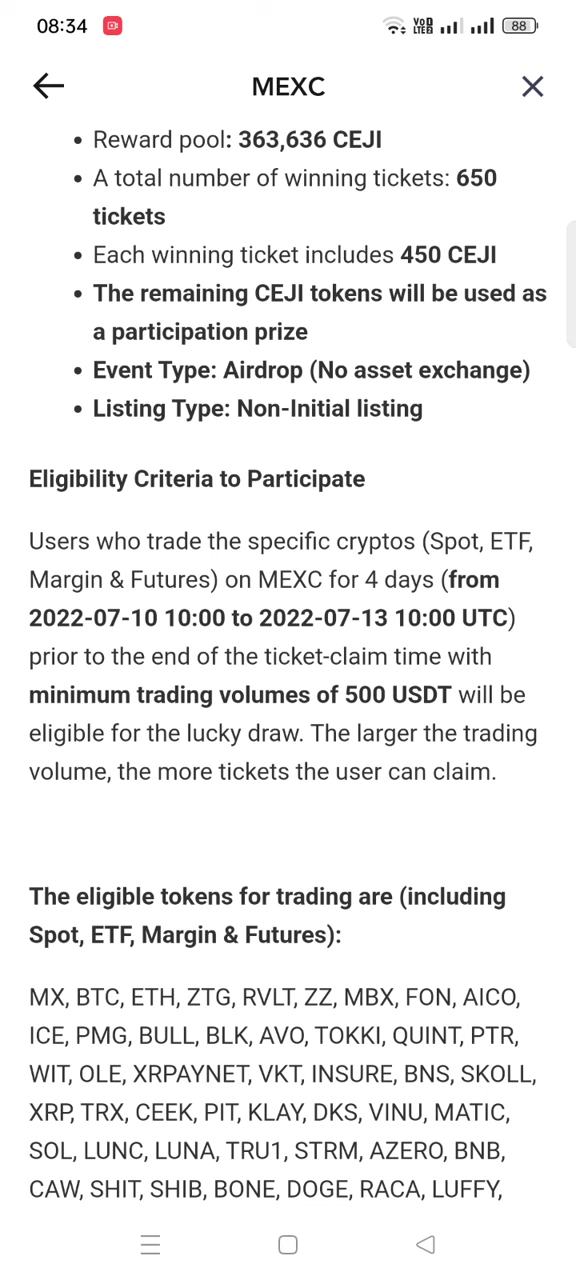 08:34
VoD LTE2
88
MEXC
• Reward pool: 363,636 CEJI
• A total number of winning tickets: 650
tickets
• Each winning ticket includes 450 CEJI
• The remaining CEJI tokens will be used as
a participation prize
• Event Type: Airdrop (No asset exchange)
• Listing Type: Non-Initial listing
Eligibility Criteria to Participate
Users who trade the specific cryptos (Spot, ETF,
Margin & Futures) on MEXC for 4 days (from
2022-07-10 10:00 to 2022-07-13 10:00 UTC)
prior to the end of the ticket-claim time with
minimum trading volumes of 500 USDT will be
eligible for the lucky draw. The larger the trading
volume, the more tickets the user can claim.
The eligible tokens for trading are (including
Spot, ETF, Margin & Futures):
MX, BTC, ETH, ZTG, RVLT, ZZ, MBX, FON, AICO,
ICE, PMG, BULL, BLK, AVO, TOKKI, QUINT, PTR,
WIT, OLE, XRPAYNET, VKT, INSURE, BNS, SKOLL,
XRP, TRX, CEEK, PIT, KLAY, DKS, VINU, MATIC,
SOL, LUNC, LUNA, TRU1, STRM, AZERO, BNB,
CAW, SHIT, SHIB, BONE, DOGE, RACA, LUFFY,